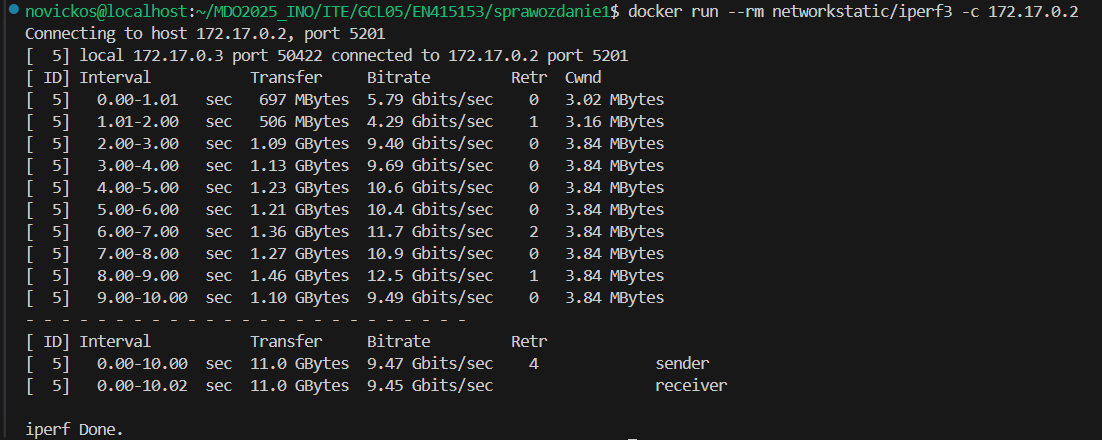 novickos@localhost:~/MDO2025_INO/ITE/GCL05/EN415153/sprawozdanie1$ docker run --rm networkstatic/iperf3 -c 172.17.0.2
Connecting to host 172.17.0.2, port 5201
[  5] local 172.17.0.3 port 50422 connected to 172.17.0.2 port 5201
[ ID] Interval           Transfer     Bitrate         Retr  Cwnd
[  5]   0.00-1.01   sec   697 MBytes  5.79 Gbits/sec    0   3.02 MBytes
[  5]   1.01-2.00   sec   506 MBytes  4.29 Gbits/sec    1   3.16 MBytes
[  5]   2.00-3.00   sec  1.09 GBytes  9.40 Gbits/sec    0   3.84 MBytes
[  5]   3.00-4.00   sec  1.13 GBytes  9.69 Gbits/sec    0   3.84 MBytes
[  5]   4.00-5.00   sec  1.23 GBytes  10.6 Gbits/sec    0   3.84 MBytes
[  5]   5.00-6.00   sec  1.21 GBytes  10.4 Gbits/sec    0   3.84 MBytes
[  5]   6.00-7.00   sec  1.36 GBytes  11.7 Gbits/sec    2   3.84 MBytes
[  5]   7.00-8.00   sec  1.27 GBytes  10.9 Gbits/sec    0   3.84 MBytes
[  5]   8.00-9.00   sec  1.46 GBytes  12.5 Gbits/sec    1   3.84 MBytes
[  5]   9.00-10.00  sec  1.10 GBytes  9.49 Gbits/sec    0   3.84 MBytes
- - - - - - - - - - - - - - - - - - - - - - - - -
[ ID] Interval           Transfer     Bitrate         Retr
[  5]   0.00-10.00  sec  11.0 GBytes  9.47 Gbits/sec    4             sender
[  5]   0.00-10.02  sec  11.0 GBytes  9.45 Gbits/sec                  receiver
iperf Done.